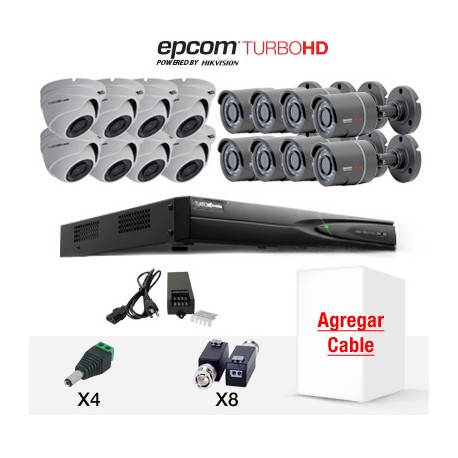 epcom TURBOHD
POWERED BY HIKVISION
Agregar
Cable
X4
X8